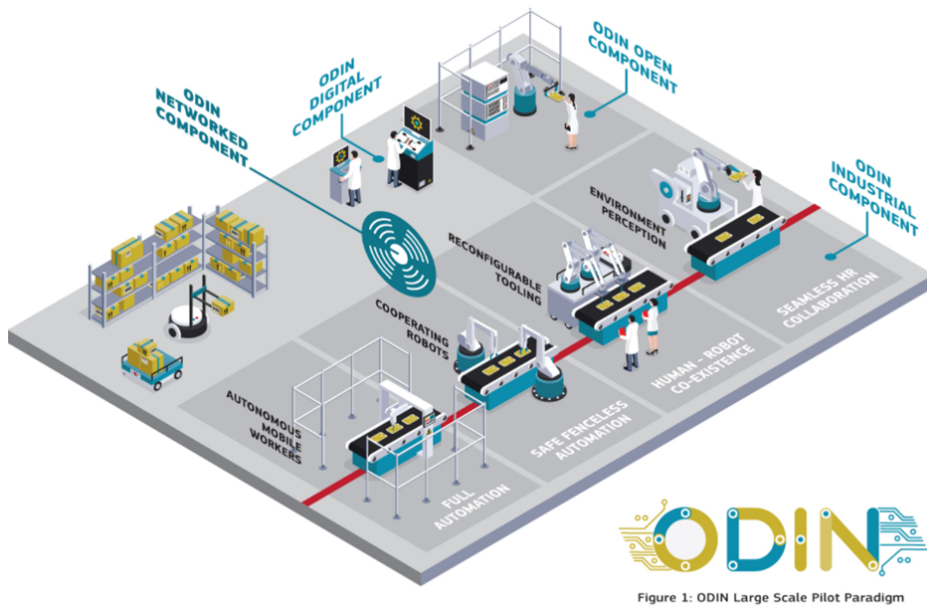 ODIN OPEN
COMPONENT
ODIN
DIGITAL
COMPONENT
ODIN
NETWORKED
COMPONENT
ODIN
INDUSTRIAL
COMPONENT
ENVIRONMENT
PERCEPTION
RECONFIGURABLE
TOOLING
COOPERATING
ROBOTS
AUTONOMOUS
MOBILE
WORKERS
SEAMLESS HR
COLLABORATION
HUMAN - ROBOT
CO-EXISTENCE
SAFE FENCELESS
AUTOMATION
FULL
AUTOMATION
ODIN
Figure 1: ODIN Large Scale Pilot Paradigm